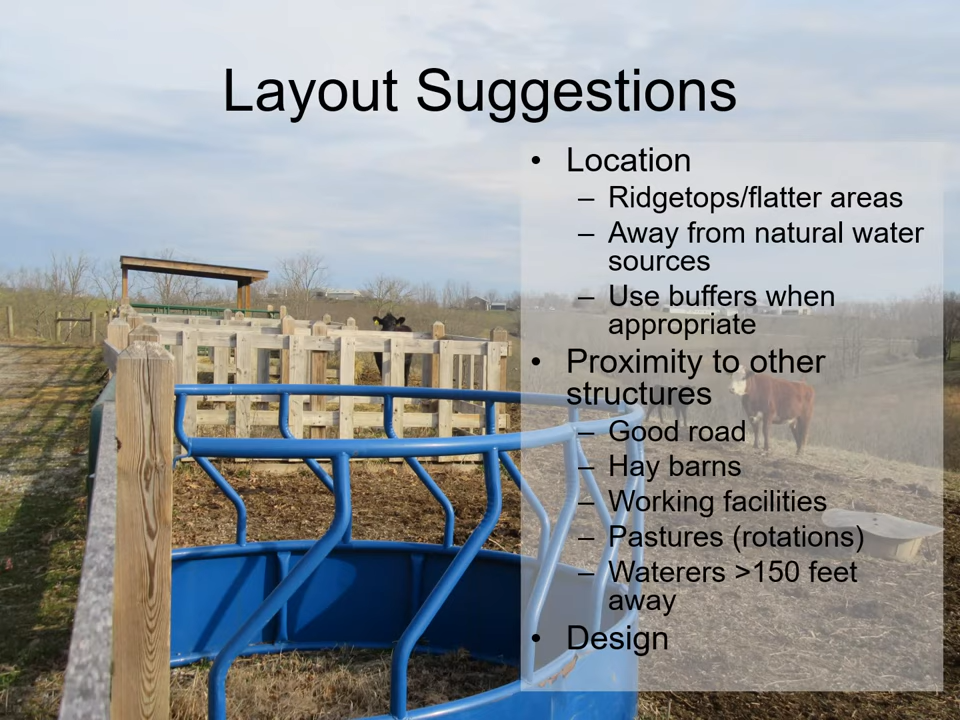 Layout Suggestions
• Location
– Ridgetops/flatter areas
– Away from natural water
sources
– Use buffers when
appropriate
• Proximity to other
structures
– Good road
– Hay barns
– Working facilities
– Pastures (rotations)
– Waterers >150 feet
away
• Design